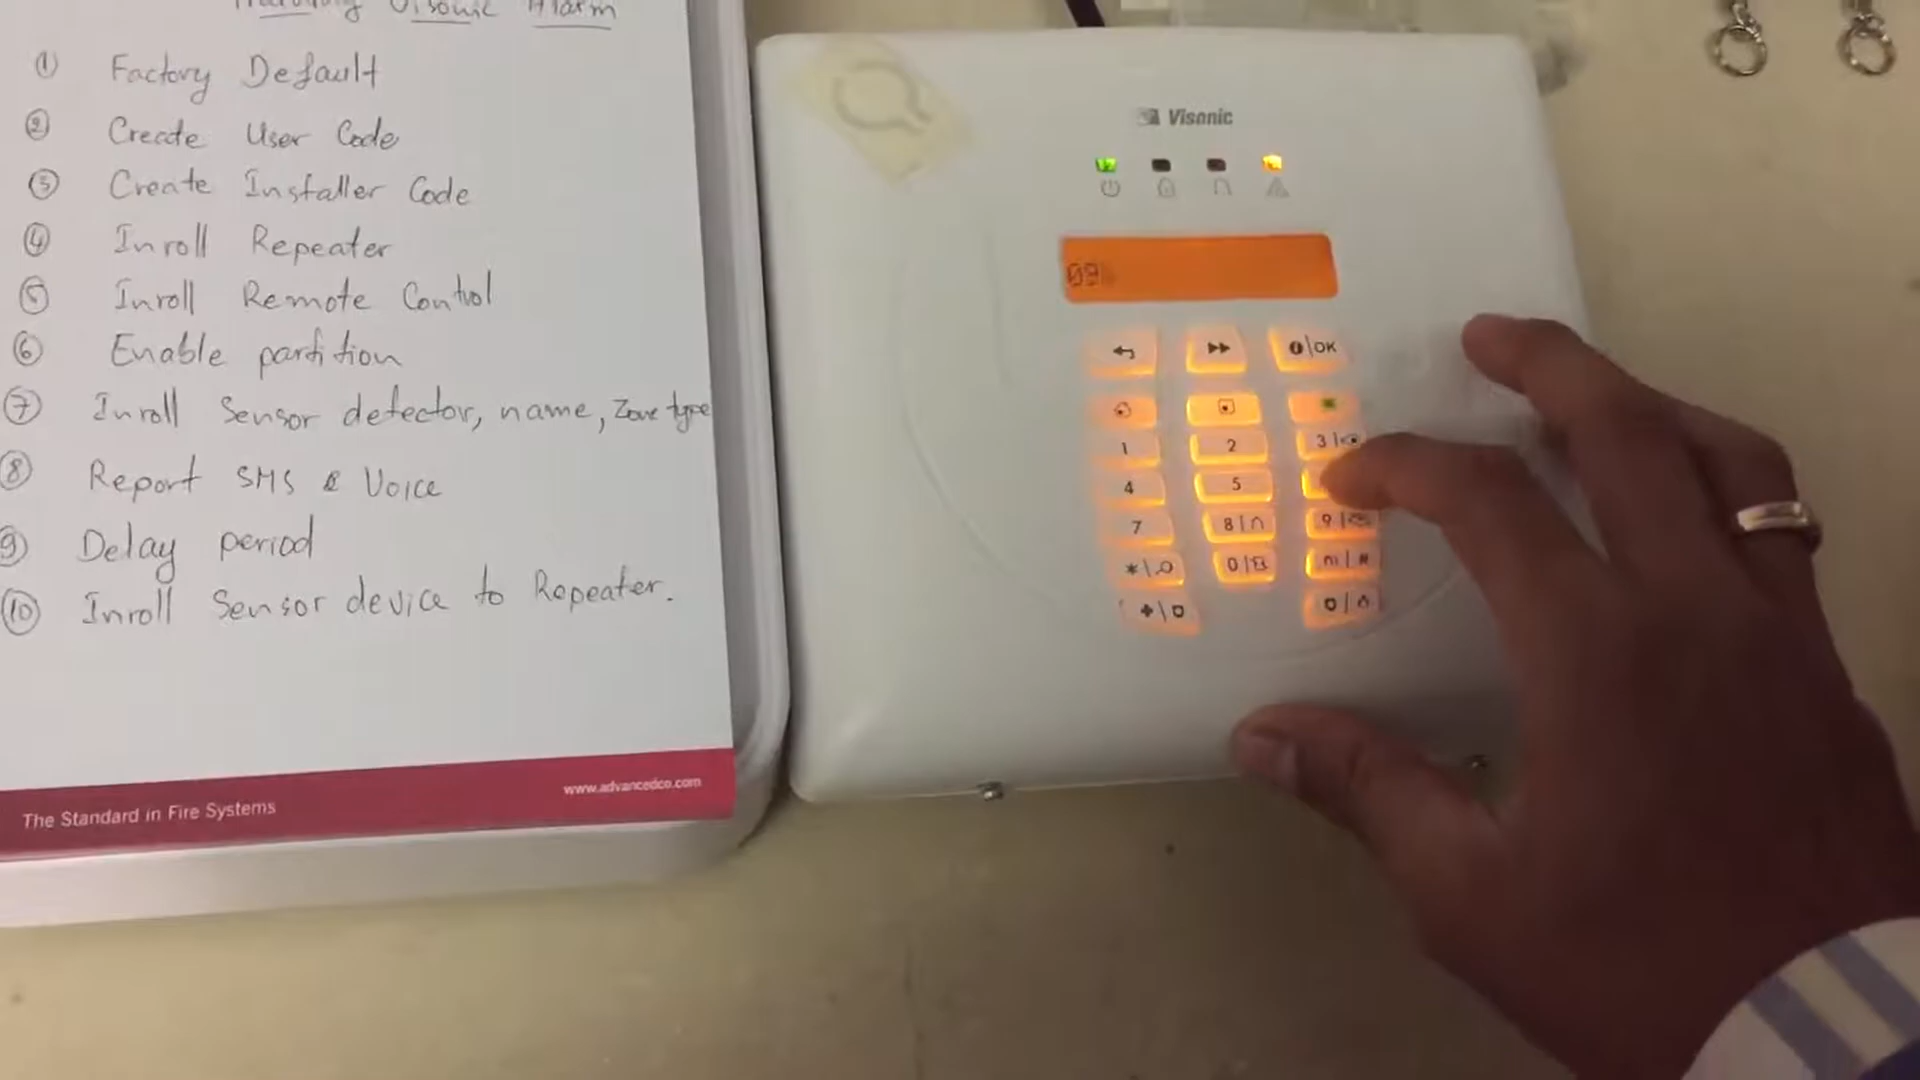 Visonic Alarm
① Factory Default
② Create User Code
③ Create Installer Code
④ Inroll Repeater
⑤ Inroll Remote Control
⑥ Enable partition
⑦ Inroll Sensor detector, name, Zone type
⑧ Report SMS & Voice
⑨ Delay period
⑩ Inroll Sensor device to Repeater.
www.advancedco.com
The Standard in Fire Systems
Visonic
09
OK
1 2 3
4 5
7 8 9
* 0 #